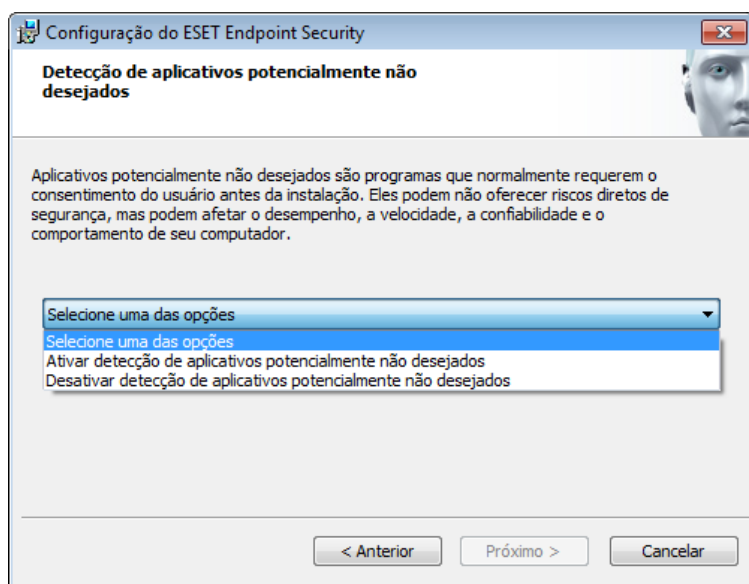 Configuração do ESET Endpoint Security
Detecção de aplicativos potencialmente não
desejados
Aplicativos potencialmente não desejados são programas que normalmente requerem o
consentimento do usuário antes da instalação. Eles podem não oferecer riscos diretos de
segurança, mas podem afetar o desempenho, a velocidade, a confiabilidade e o
comportamento de seu computador.
Selecione uma das opções
Selecione uma das opções
Ativar detecção de aplicativos potencialmente não desejados
Desativar detecção de aplicativos potencialmente não desejados
< Anterior
Próximo >
Cancelar